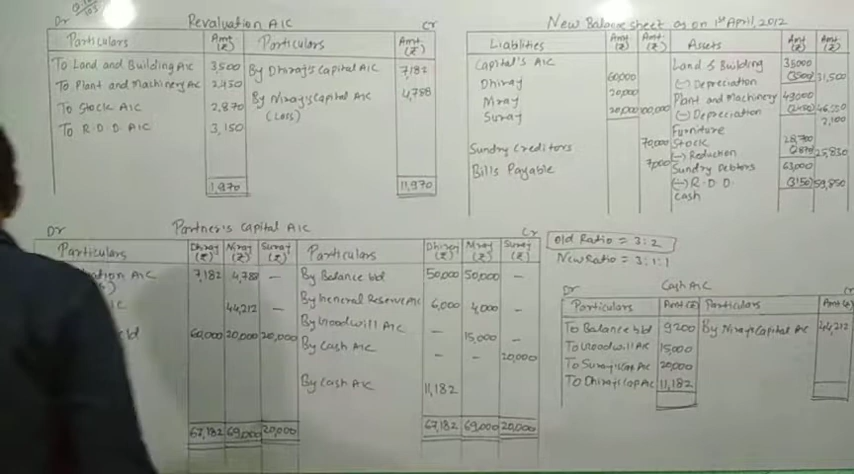 Revaluation A/C
Dr
Cr
Particulars Amt (₹) Particulars Amt (₹)
To Land and Building A/C 3,500 By Dhiraj's Capital A/C 7,182
To Plant and Machinery A/C 2,450 By Niraj's Capital A/C 4,788
To Stock A/C 2,870 (Loss)
To R.D.D A/C 3,150
1,970 11,970
New Balance sheet as on 1st April, 2012
Liablities Amt (₹) Amt (₹) Assets Amt (₹) Amt (₹)
Capital's A/C Land & Building 35000
Dhiraj 60,000 (-) Depreciation (3500) 31,500
Niraj 20,000 Plant and Machinery 49,000
Suraj 20,000 100,000 (-) Depreciation (2450) 46,550
Furniture 2,100
Sundry Creditors 70,000 Stock 28,700
(-) Reduction (2870) 25,830
Bills Payable 7,000 Sundry Debtors 63,000
(-) R.D.D. (3150) 59,850
Cash
Partner's Capital A/C
Dr
Cr
Particulars Dhiraj (₹) Niraj (₹) Suraj (₹) Particulars Dhiraj (₹) Niraj (₹) Suraj (₹)
A/C 7,182 4,788 — By Balance b/d 50,000 50,000 -
44,212 — By General Reserve A/C 6,000 4,000 -
By Goodwill A/C — 15,000 -
60,000 20,000 20,000 By Cash A/C - - 20,000
By Cash A/C 11,182
67,182 69,000 20,000 67,182 69,000 20,000
Old Ratio = 3:2
New Ratio = 3:1:1
Cash A/C
Dr
Cr
Particulars Amt (₹) Particulars Amt (₹)
To Balance b/d 9200 By Niraj's Capital A/C 44,212
To Goodwill A/C 15,000
To Suraj's Cap A/C 20,000
To Dhiraj's Cap A/C 11,182